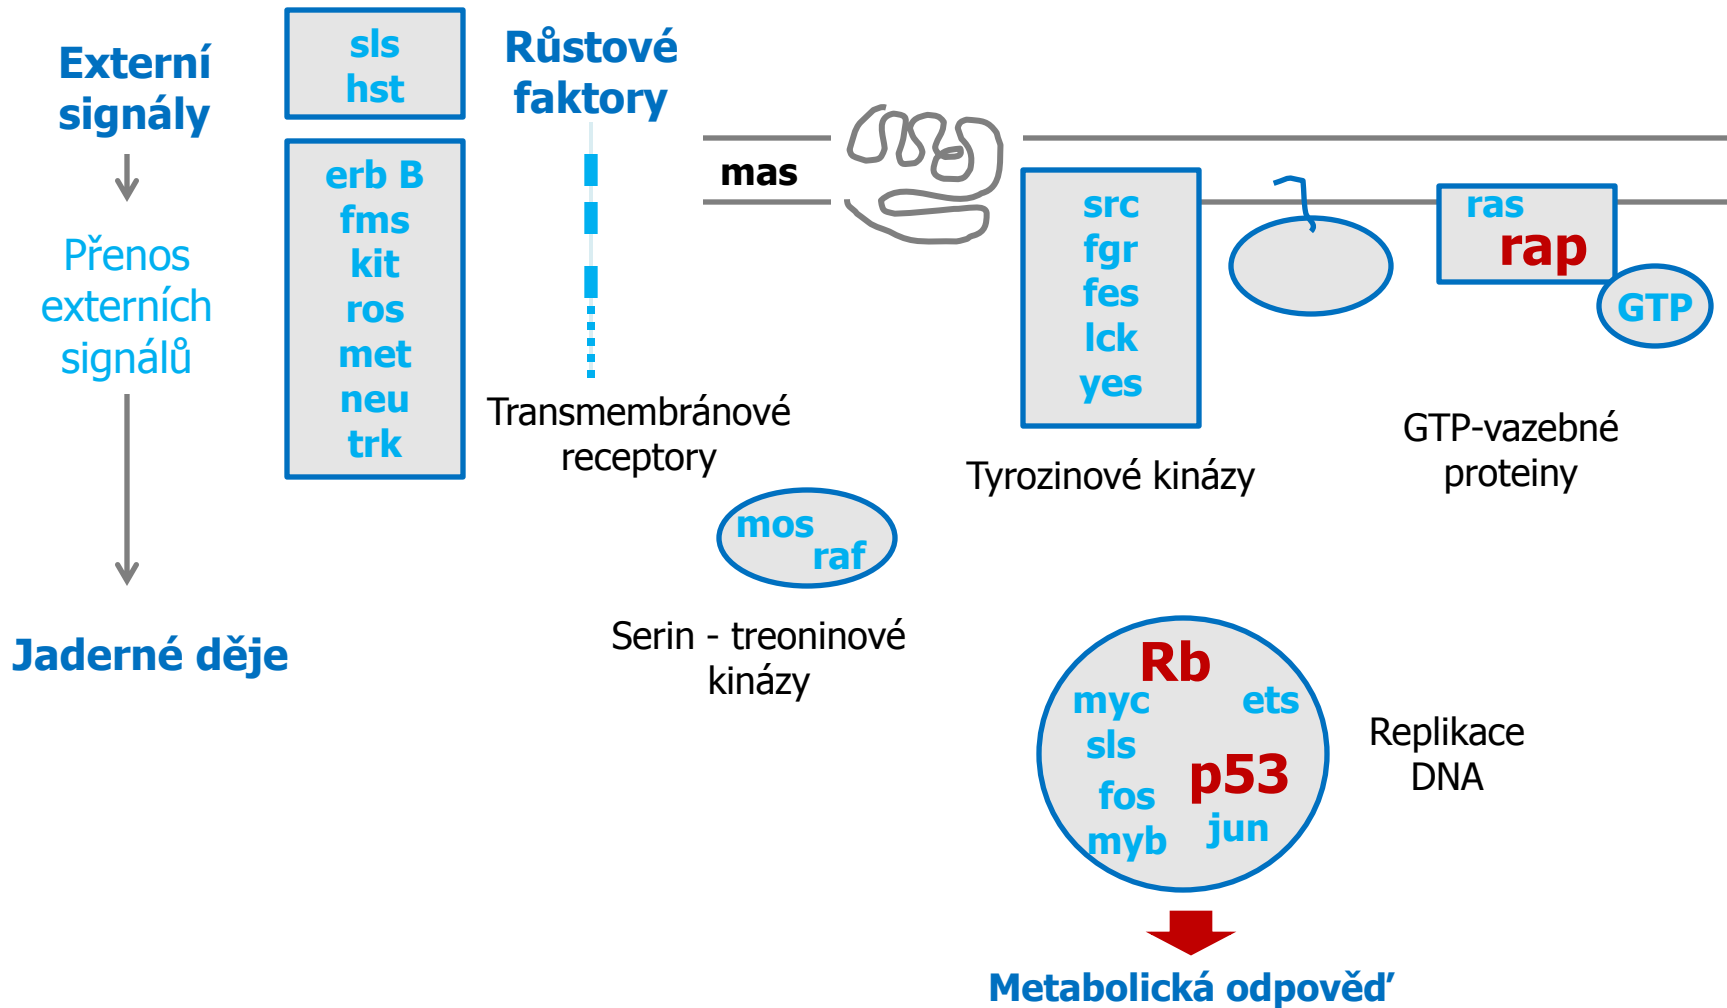 Externí
signály
Přenos
externích
signálů
Jaderné děje
sls
hst
erb B
fms
kit
ros
met
neu
trk
Růstové
faktory
Transmembránové
receptory
mas
src
fgr
fes
lck
yes
Tyrozinové kinázy
ras
rap
GTP
GTP-vazebné
proteiny
mos
raf
Serin - treoninové
kinázy
Rb
myc
ets
sls
p53
fos
jun
myb
Replikace
DNA
Metabolická odpověď